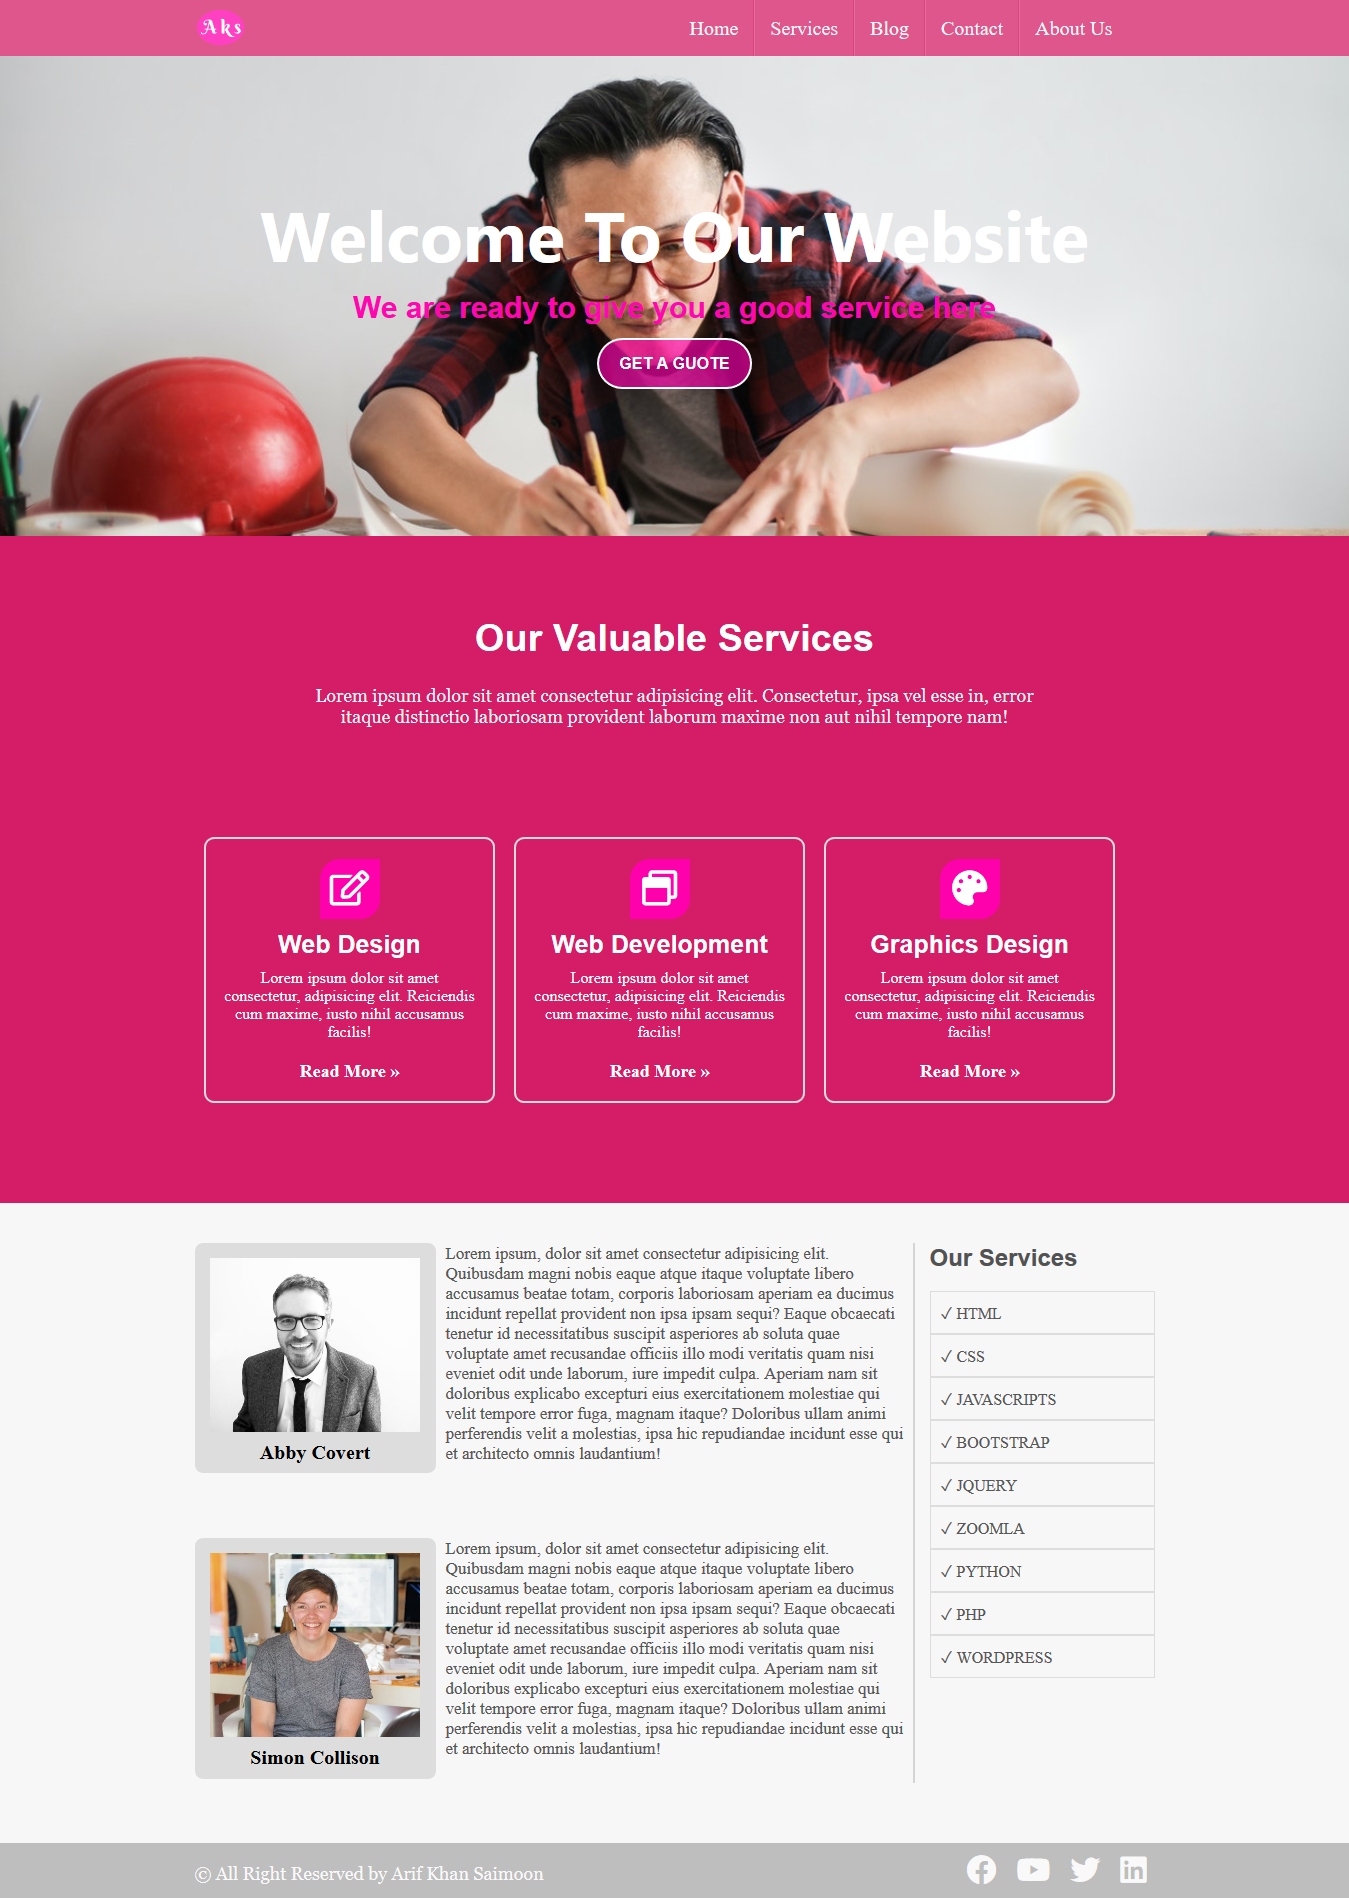 Aks
Home
Services
Blog
Contact
About Us
Welcome To Our Website
We are ready to give you a good service here
GET A GUOTE
Our Valuable Services
Lorem ipsum dolor sit amet consectetur adipisicing elit. Consectetur, ipsa vel esse in, error
itaque distinctio laboriosam provident laborum maxime non aut nihil tempore nam!
Web Design
Lorem ipsum dolor sit amet
consectetur, adipisicing elit. Reiciendis
cum maxime, iusto nihil accusamus
facilis!
Read More »
Web Development
Lorem ipsum dolor sit amet
consectetur, adipisicing elit. Reiciendis
cum maxime, iusto nihil accusamus
facilis!
Read More »
Graphics Design
Lorem ipsum dolor sit amet
consectetur, adipisicing elit. Reiciendis
cum maxime, iusto nihil accusamus
facilis!
Read More »
Abby Covert
Lorem ipsum, dolor sit amet consectetur adipisicing elit.
Quibusdam magni nobis eaque atque itaque voluptate libero
accusamus beatae totam, corporis laboriosam aperiam ea ducimus
incidunt repellat provident non ipsa ipsam sequi? Eaque obcaecati
tenetur id necessitatibus suscipit asperiores ab soluta quae
voluptate amet recusandae officiis illo modi veritatis quam nisi
eveniet odit unde laborum, iure impedit culpa. Aperiam nam sit
doloribus explicabo excepturi eius exercitationem molestiae qui
velit tempore error fuga, magnam itaque? Doloribus ullam animi
perferendis velit a molestias, ipsa hic repudiandae incidunt esse qui
et architecto omnis laudantium!
Simon Collison
Lorem ipsum, dolor sit amet consectetur adipisicing elit.
Quibusdam magni nobis eaque atque itaque voluptate libero
accusamus beatae totam, corporis laboriosam aperiam ea ducimus
incidunt repellat provident non ipsa ipsam sequi? Eaque obcaecati
tenetur id necessitatibus suscipit asperiores ab soluta quae
voluptate amet recusandae officiis illo modi veritatis quam nisi
eveniet odit unde laborum, iure impedit culpa. Aperiam nam sit
doloribus explicabo excepturi eius exercitationem molestiae qui
velit tempore error fuga, magnam itaque? Doloribus ullam animi
perferendis velit a molestias, ipsa hic repudiandae incidunt esse qui
et architecto omnis laudantium!
Our Services
✓ HTML
✓ CSS
✓ JAVASCRIPTS
✓ BOOTSTRAP
✓ JQUERY
✓ ZOOMLA
✓ PYTHON
✓ PHP
✓ WORDPRESS
© All Right Reserved by Arif Khan Saimoon